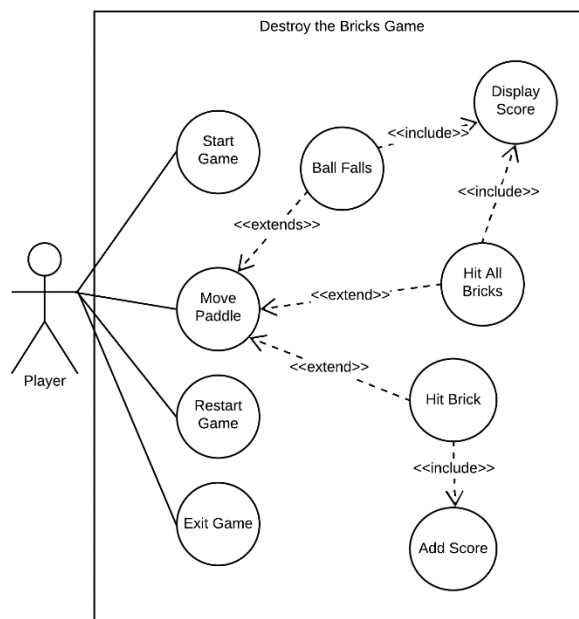 Destroy the Bricks Game
Display
Score
Start
Game
<<include>>
Ball Falls
<<include>>
<<extends>>
Hit All
Bricks
Move
Paddle
<<extend>>
<<extend>>
Player
Hit Brick
Restart
Game
<<include>>
Exit Game
Add Score